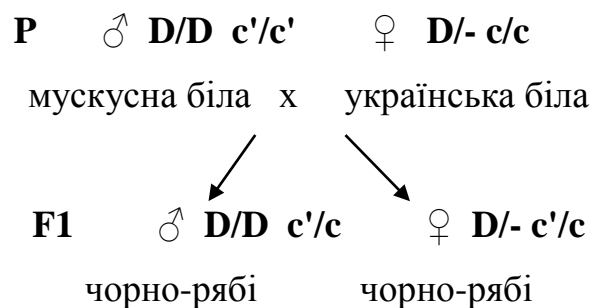 P ♂ D/D c'/c' ♀ D/- c/c
мускусна біла x українська біла
F1 ♂ D/D c'/c ♀ D/- c'/c
чорно-рябі чорно-рябі